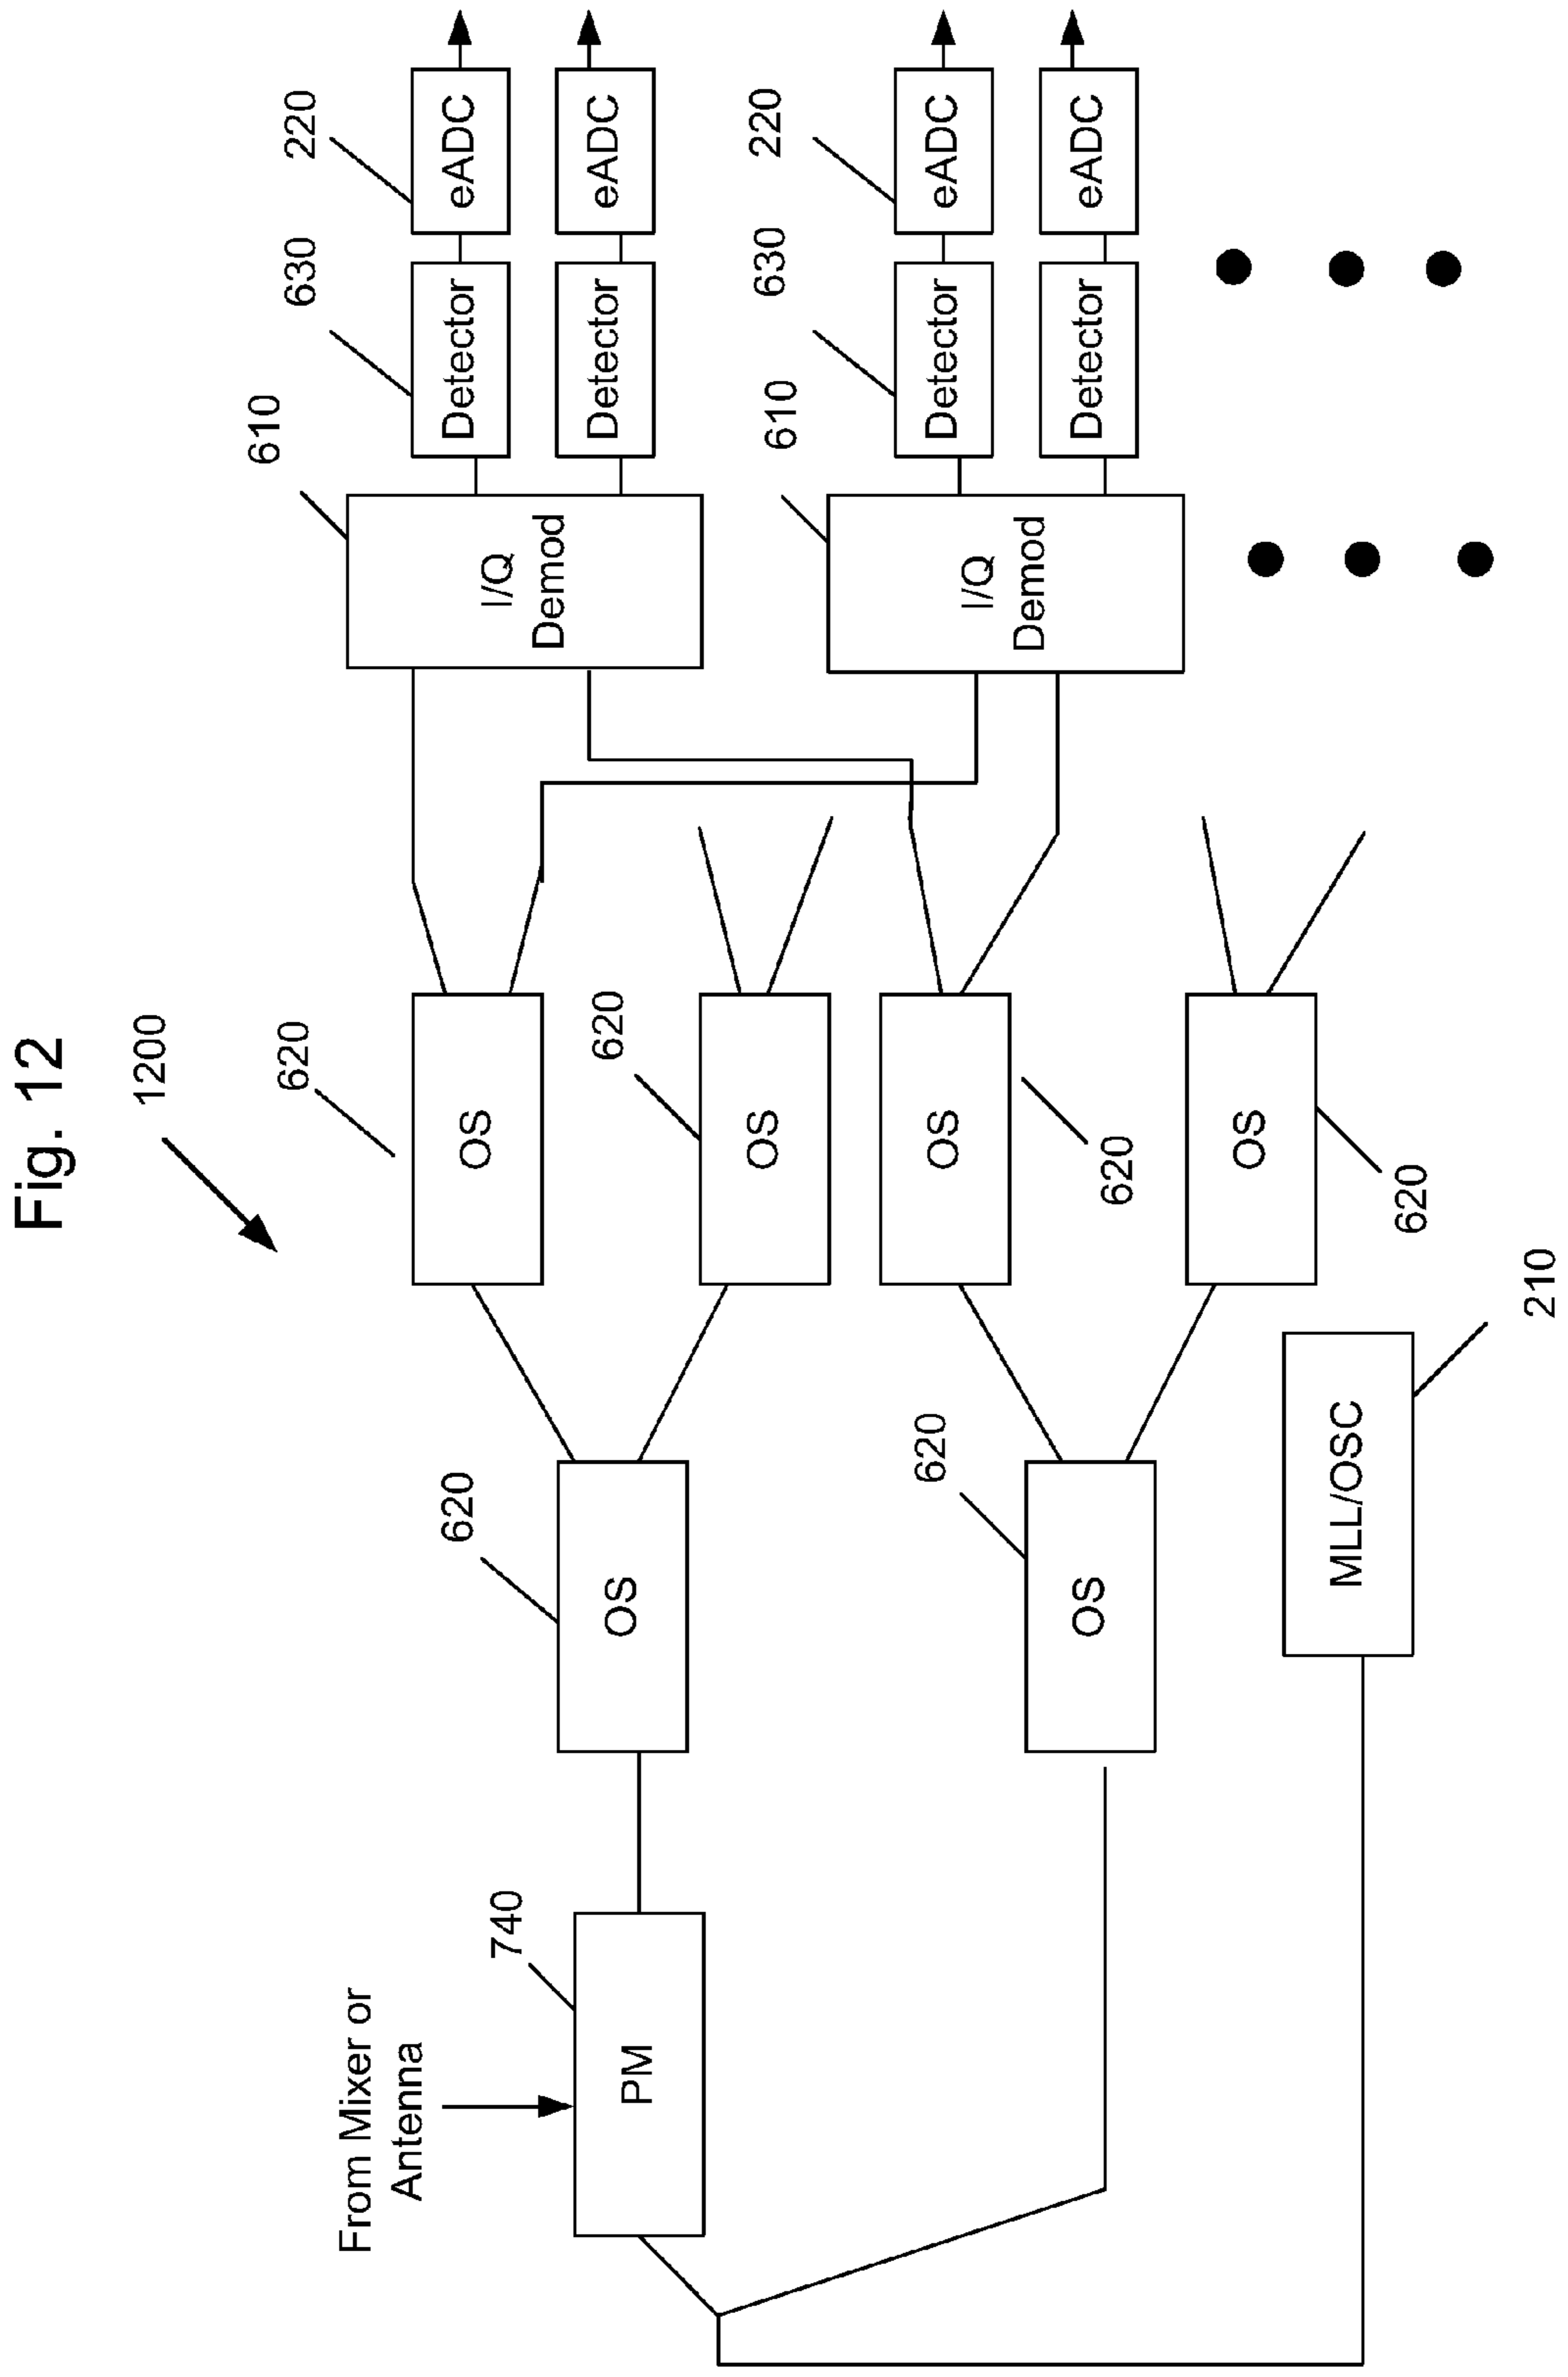 Fig. 12
1200
From Mixer or
Antenna
740
PM
620
OS
620
OS
620
OS
620
OS
620
OS
620
OS
MLL/OSC
210
610
I/Q
Demod
630
Detector
220
eADC
Detector
eADC
610
I/Q
Demod
630
Detector
220
eADC
Detector
eADC